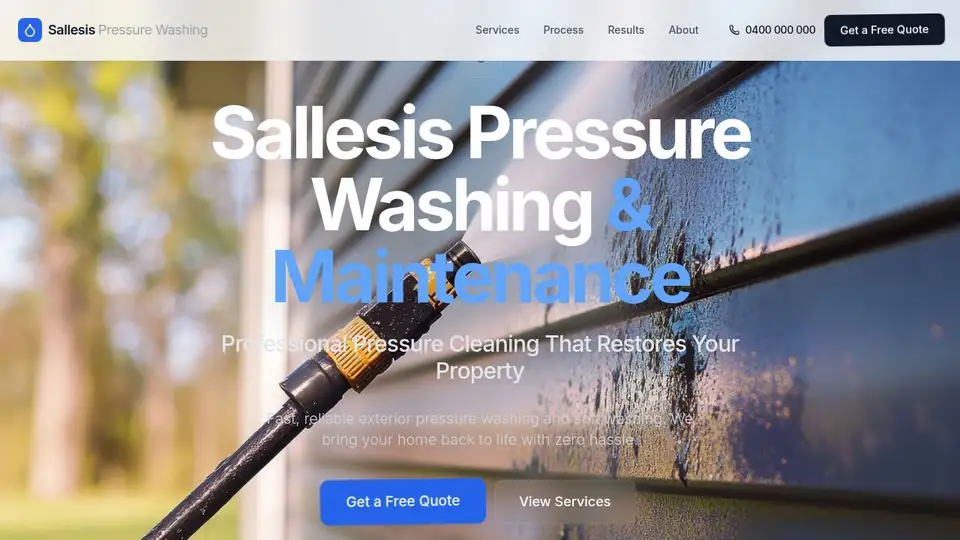 Sallesis Pressure Washing
Services
Process
Results
About
0400 000 000
Get a Free Quote
Sallesis Pressure
Washing &
Maintenance
Professional Pressure Cleaning That Restores Your
Property
Fast, reliable exterior pressure washing and soft washing. We
bring your home back to life with zero hassle.
Get a Free Quote
View Services